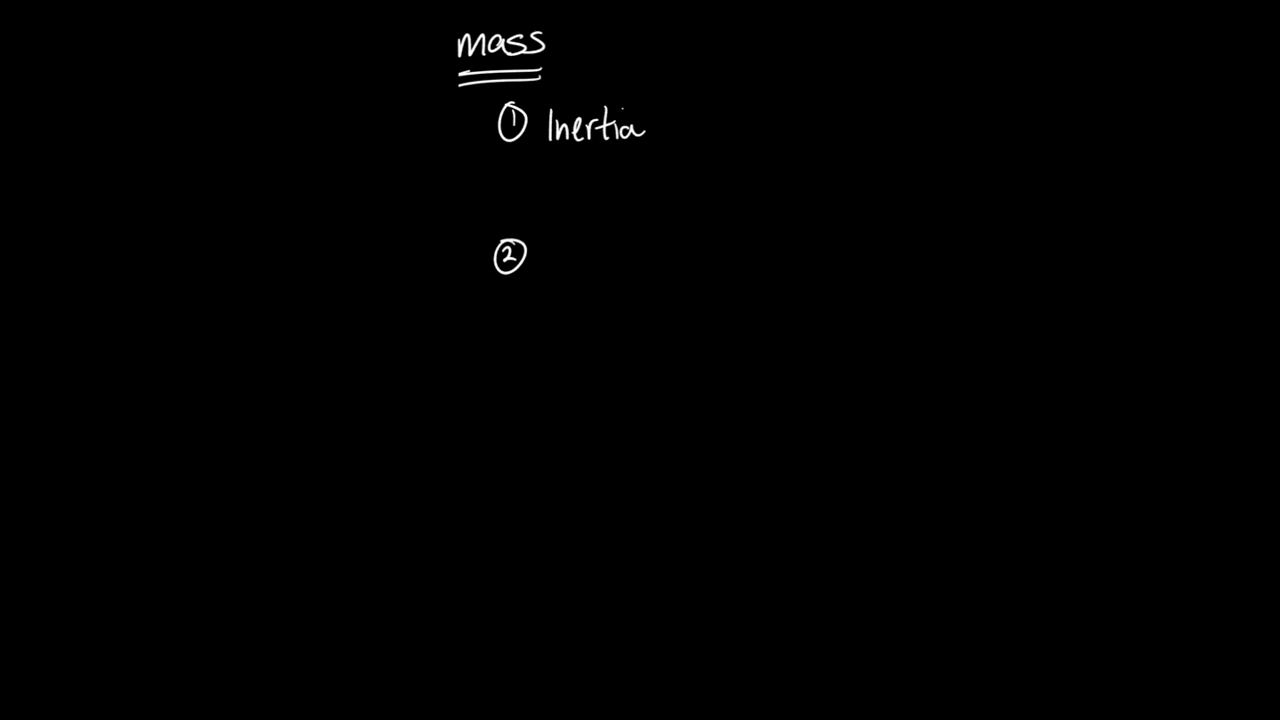 mass
① Inertia
②